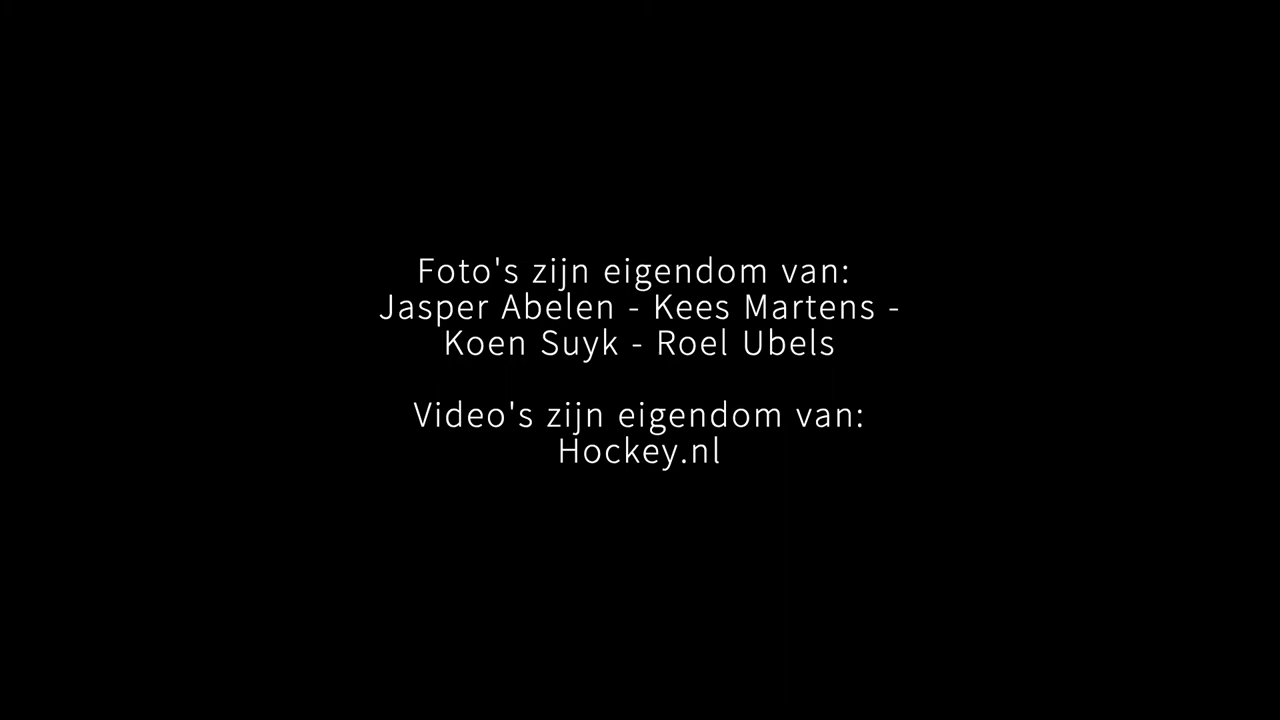 Foto's zijn eigendom van:
Jasper Abelen - Kees Martens -
Koen Suyk - Roel Ubels
Video's zijn eigendom van:
Hockey.nl